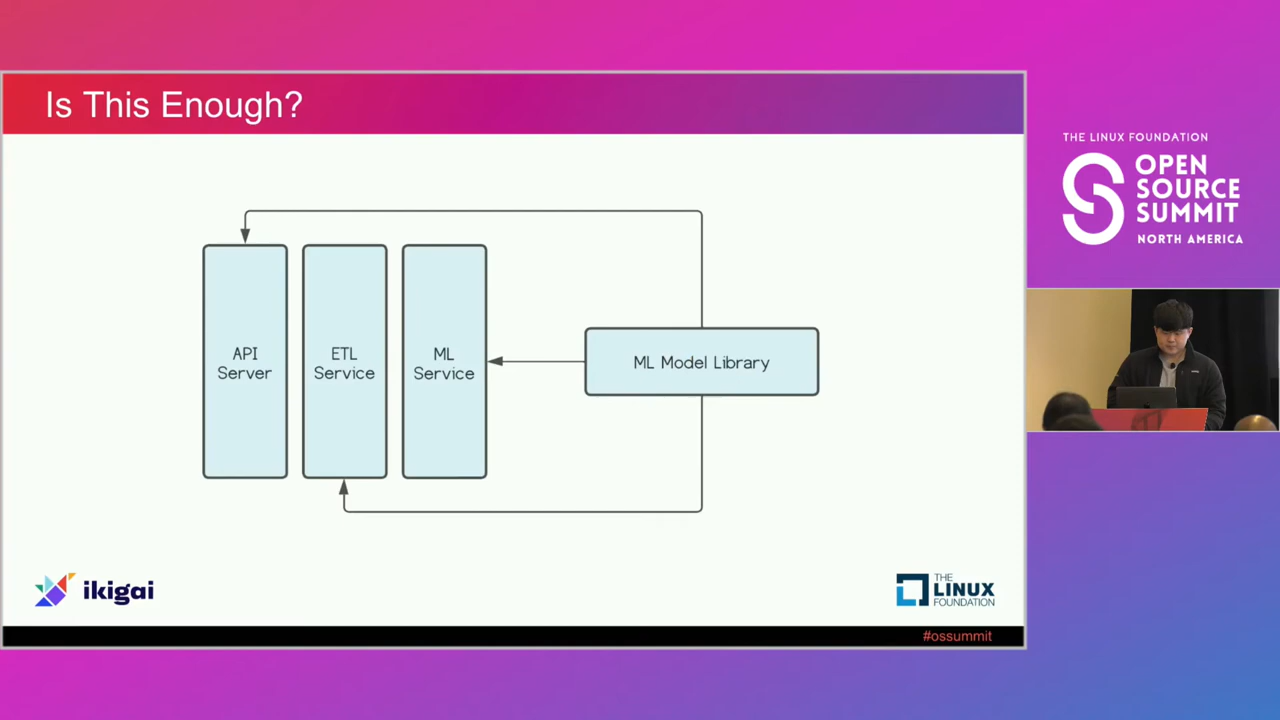 Is This Enough?
API
Server
ETL
Service
ML
Service
ML Model Library
ikigai
THE
LINUX
FOUNDATION
#ossummit
THE LINUX FOUNDATION
OPEN
SOURCE
SUMMIT
NORTH AMERICA